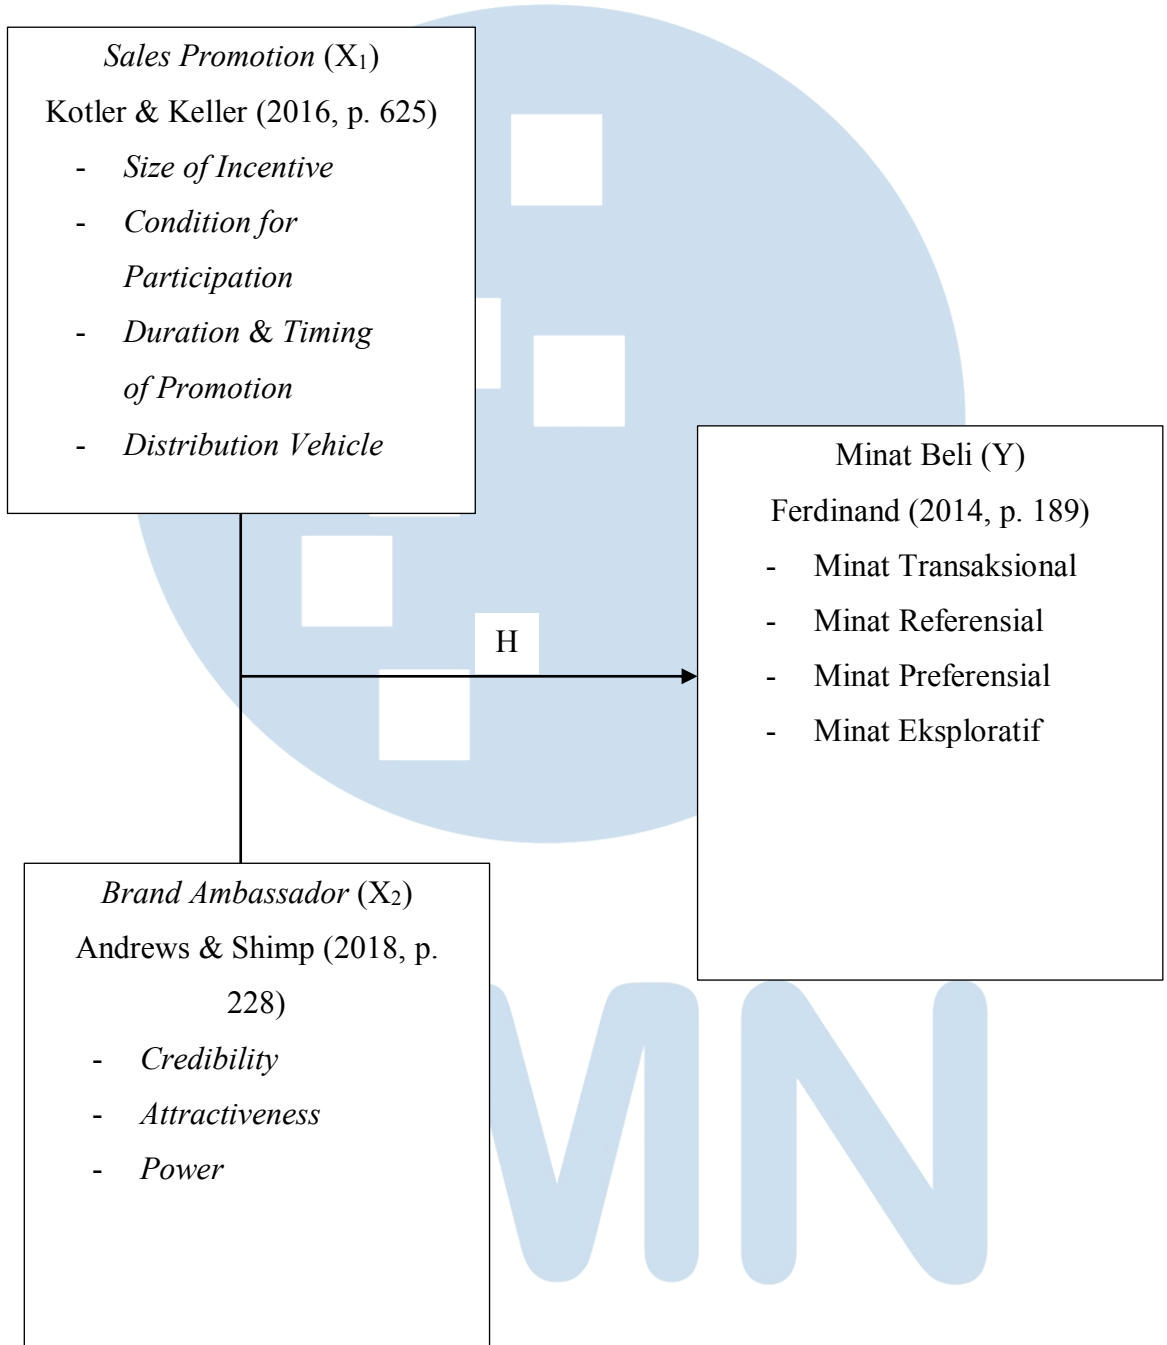 Sales Promotion (X₁)
Kotler & Keller (2016, p. 625)
- Size of Incentive
- Condition for
Participation
- Duration & Timing
of Promotion
- Distribution Vehicle
Minat Beli (Y)
Ferdinand (2014, p. 189)
- Minat Transaksional
- Minat Referensial
- Minat Preferensial
- Minat Eksploratif
H
Brand Ambassador (X₂)
Andrews & Shimp (2018, p.
228)
- Credibility
- Attractiveness
- Power
MN